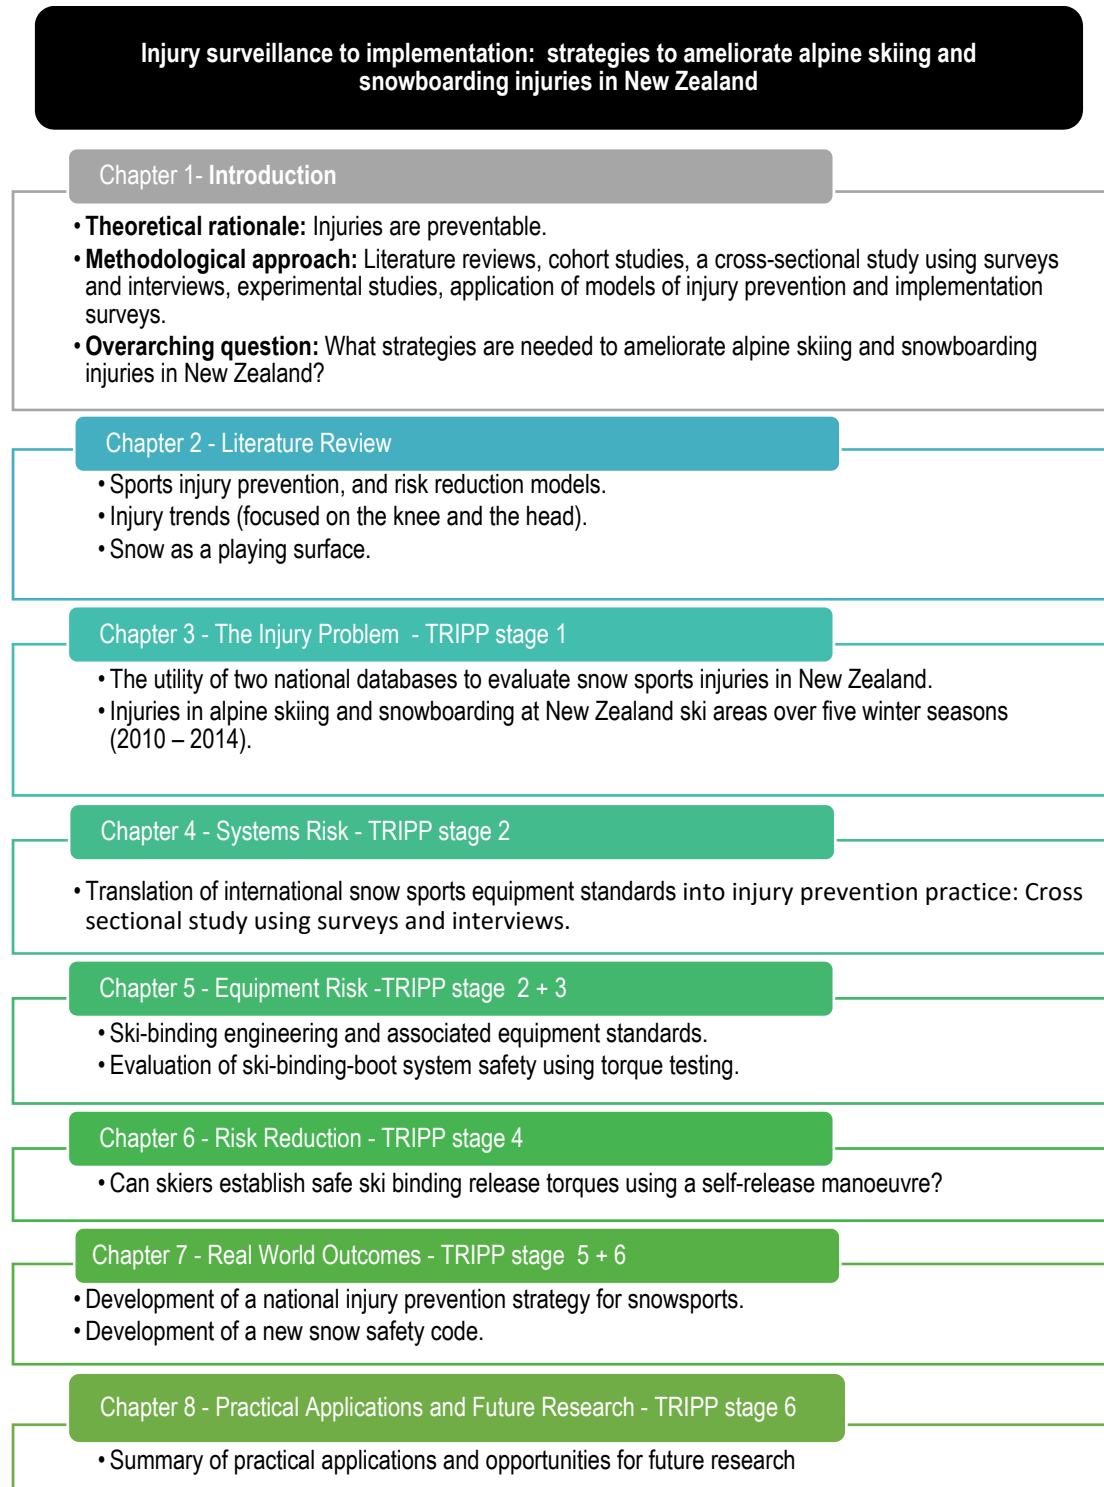 Injury surveillance to implementation:  strategies to ameliorate alpine skiing and
snowboarding injuries in New Zealand
Chapter 1- Introduction
• Theoretical rationale: Injuries are preventable.
• Methodological approach: Literature reviews, cohort studies, a cross-sectional study using surveys
and interviews, experimental studies, application of models of injury prevention and implementation
surveys.
• Overarching question: What strategies are needed to ameliorate alpine skiing and snowboarding
injuries in New Zealand?
Chapter 2 - Literature Review
• Sports injury prevention, and risk reduction models.
• Injury trends (focused on the knee and the head).
• Snow as a playing surface.
Chapter 3 - The Injury Problem  - TRIPP stage 1
• The utility of two national databases to evaluate snow sports injuries in New Zealand.
• Injuries in alpine skiing and snowboarding at New Zealand ski areas over five winter seasons
(2010 – 2014).
Chapter 4 - Systems Risk - TRIPP stage 2
• Translation of international snow sports equipment standards into injury prevention practice: Cross
sectional study using surveys and interviews.
Chapter 5 - Equipment Risk -TRIPP stage  2 + 3
• Ski-binding engineering and associated equipment standards.
• Evaluation of ski-binding-boot system safety using torque testing.
Chapter 6 - Risk Reduction - TRIPP stage 4
• Can skiers establish safe ski binding release torques using a self-release manoeuvre?
Chapter 7 - Real World Outcomes - TRIPP stage  5 + 6
• Development of a national injury prevention strategy for snowsports.
• Development of a new snow safety code.
Chapter 8 - Practical Applications and Future Research - TRIPP stage 6
• Summary of practical applications and opportunities for future research